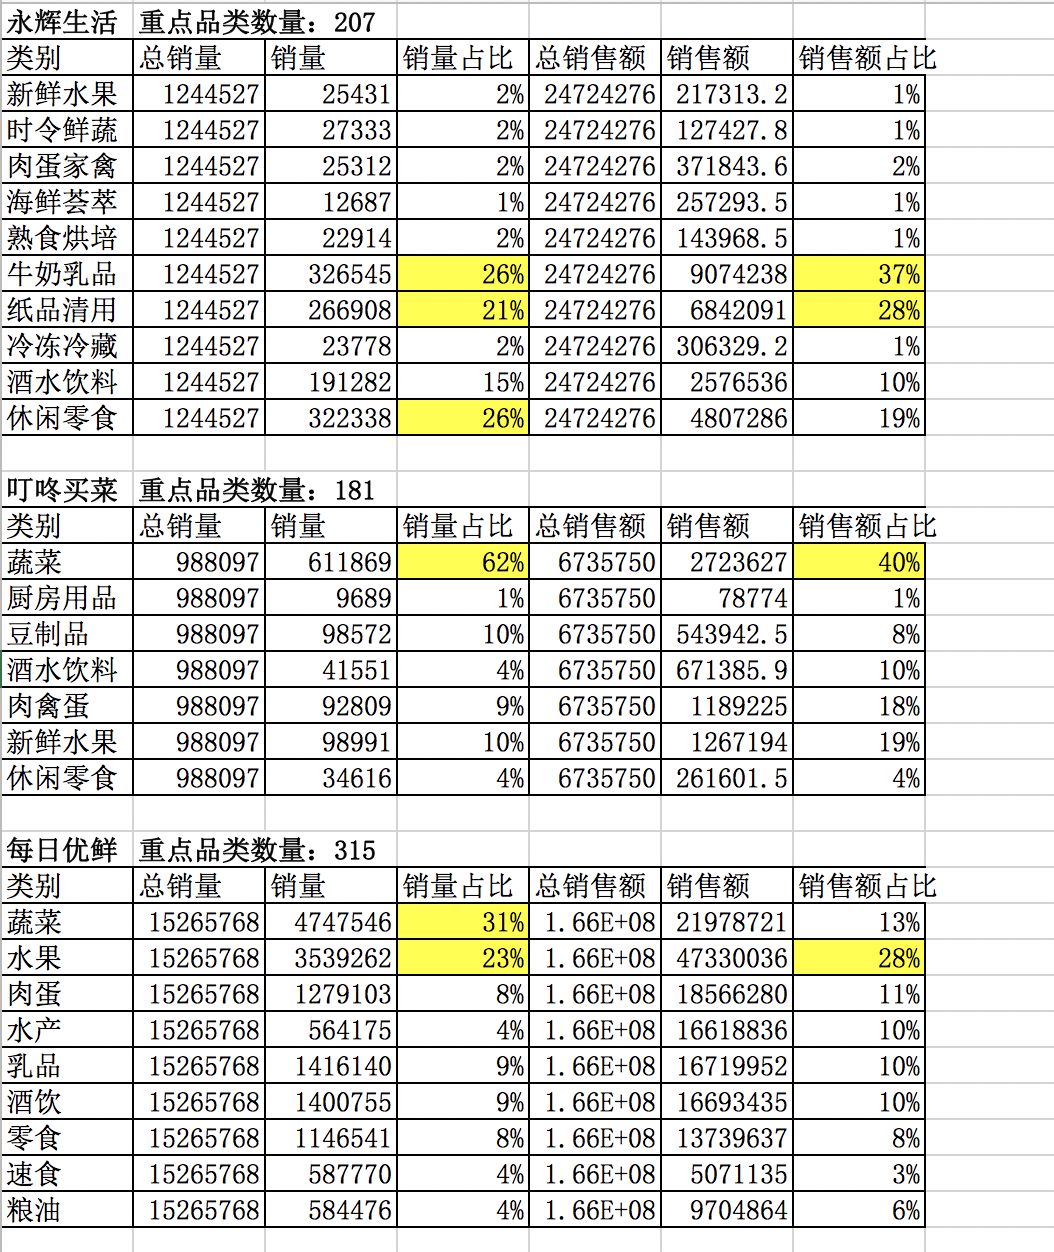 永辉生活 重点品类数量：207
类别 总销量 销量 销量占比 总销售额 销售额 销售额占比
新鲜水果 1244527 25431 2% 24724276 217313.2 1%
时令鲜蔬 1244527 27333 2% 24724276 127427.8 1%
肉蛋家禽 1244527 25312 2% 24724276 371843.6 2%
海鲜荟萃 1244527 12687 1% 24724276 257293.5 1%
熟食烘培 1244527 22914 2% 24724276 143968.5 1%
牛奶乳品 1244527 326545 26% 24724276 9074238 37%
纸品清用 1244527 266908 21% 24724276 6842091 28%
冷冻冷藏 1244527 23778 2% 24724276 306329.2 1%
酒水饮料 1244527 191282 15% 24724276 2576536 10%
休闲零食 1244527 322338 26% 24724276 4807286 19%
叮咚买菜 重点品类数量：181
类别 总销量 销量 销量占比 总销售额 销售额 销售额占比
蔬菜 988097 611869 62% 6735750 2723627 40%
厨房用品 988097 9689 1% 6735750 78774 1%
豆制品 988097 98572 10% 6735750 543942.5 8%
酒水饮料 988097 41551 4% 6735750 671385.9 10%
肉禽蛋 988097 92809 9% 6735750 1189225 18%
新鲜水果 988097 98991 10% 6735750 1267194 19%
休闲零食 988097 34616 4% 6735750 261601.5 4%
每日优鲜 重点品类数量：315
类别 总销量 销量 销量占比 总销售额 销售额 销售额占比
蔬菜 15265768 4747546 31% 1.66E+08 21978721 13%
水果 15265768 3539262 23% 1.66E+08 47330036 28%
肉蛋 15265768 1279103 8% 1.66E+08 18566280 11%
水产 15265768 564175 4% 1.66E+08 16618836 10%
乳品 15265768 1416140 9% 1.66E+08 16719952 10%
酒饮 15265768 1400755 9% 1.66E+08 16693435 10%
零食 15265768 1146541 8% 1.66E+08 13739637 8%
速食 15265768 587770 4% 1.66E+08 5071135 3%
粮油 15265768 584476 4% 1.66E+08 9704864 6%